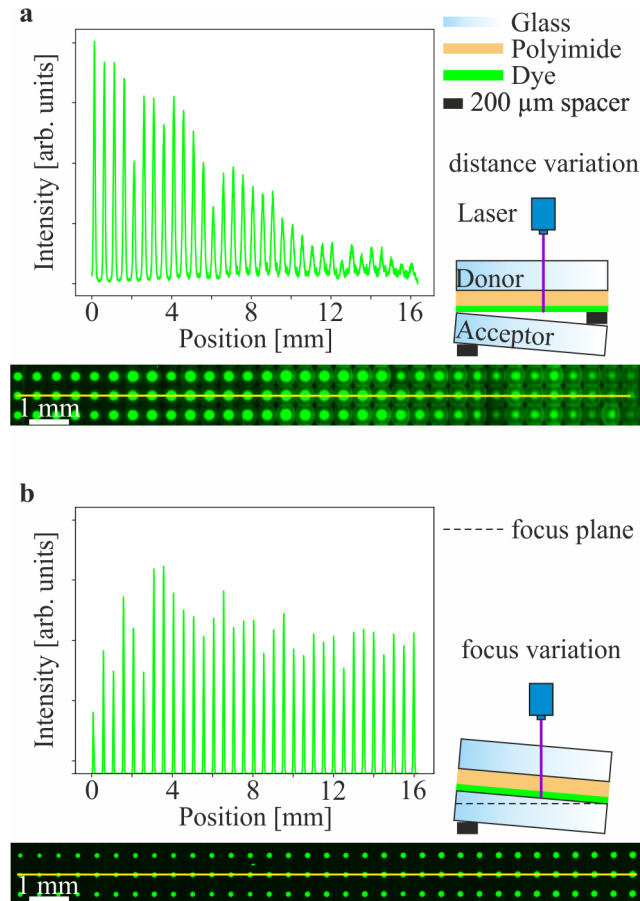 a
Intensity [arb. units]
0
4
8
12
16
Position [mm]
Glass
Polyimide
Dye
200 µm spacer
distance variation
Laser
Donor
Acceptor
1 mm
b
Intensity [arb. units]
0
4
8
12
16
Position [mm]
focus plane
focus variation
1 mm